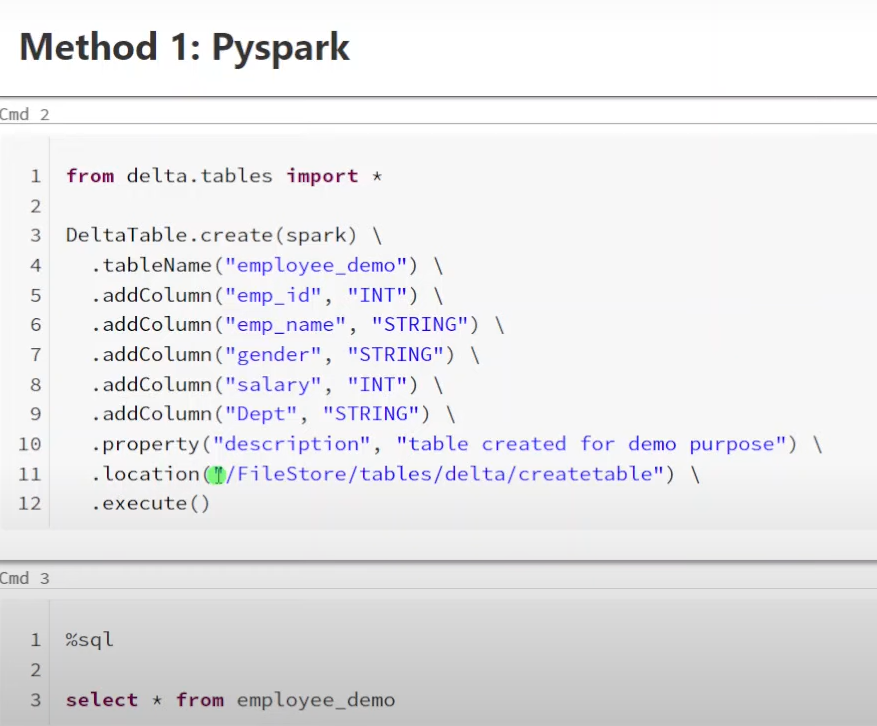 Method 1: Pyspark
Cmd 2
1 from delta.tables import *
2
3 DeltaTable.create(spark) \
4 .tableName("employee_demo") \
5 .addColumn("emp_id", "INT") \
6 .addColumn("emp_name", "STRING") \
7 .addColumn("gender", "STRING") \
8 .addColumn("salary", "INT") \
9 .addColumn("Dept", "STRING") \
10 .property("description", "table created for demo purpose") \
11 .location("/FileStore/tables/delta/createtable") \
12 .execute()
Cmd 3
1 %sql
2
3 select * from employee_demo